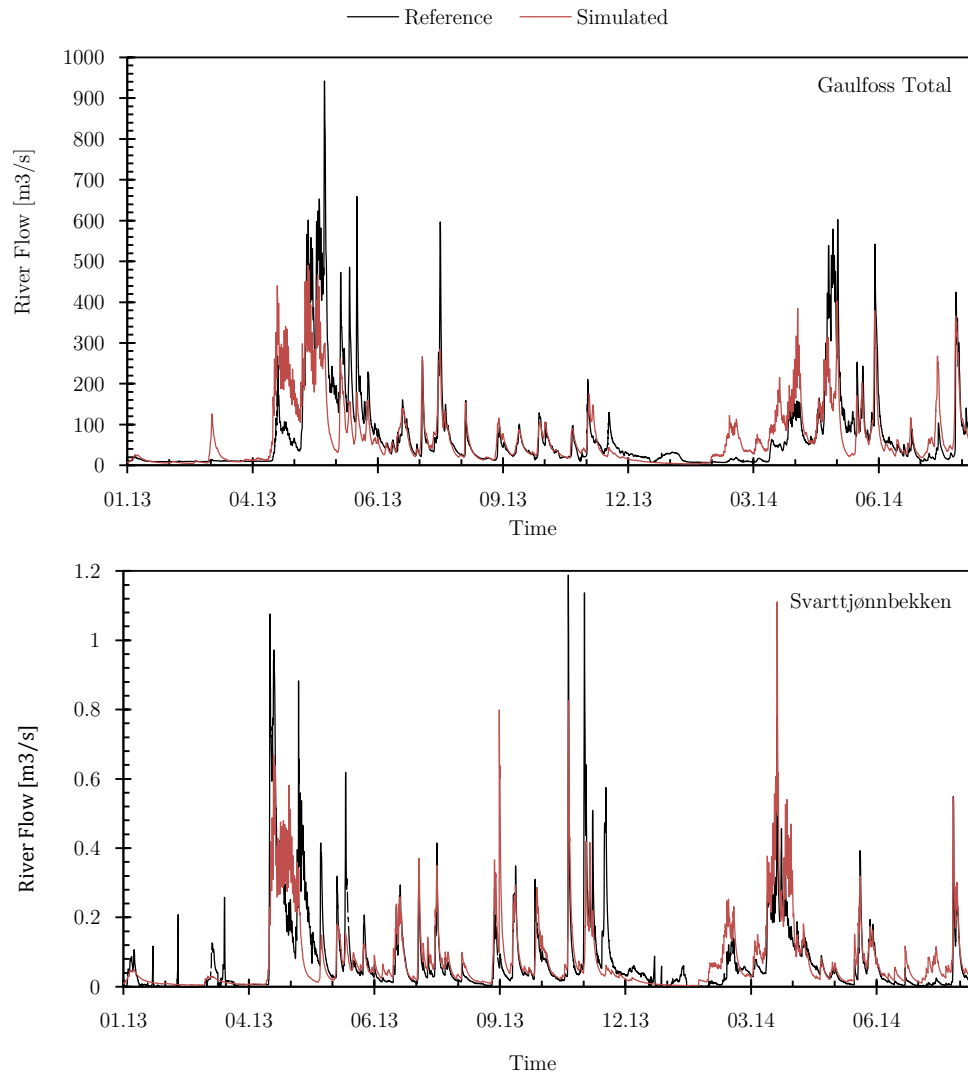 Reference Simulated
Gaulfoss Total
River Flow [m3/s]
1000
900
800
700
600
500
400
300
200
100
0
01.13 04.13 06.13 09.13 12.13 03.14 06.14
Time
Svarttjønnbekken
River Flow [m3/s]
1.2
1
0.8
0.6
0.4
0.2
0
01.13 04.13 06.13 09.13 12.13 03.14 06.14
Time